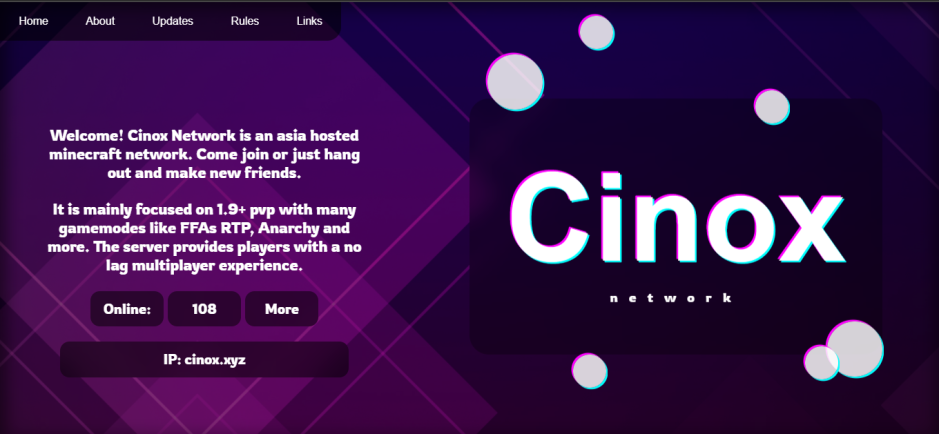 Home About Updates Rules Links
Welcome! Cinox Network is an asia hosted
minecraft network. Come join or just hang
out and make new friends.
It is mainly focused on 1.9+ pvp with many
gamemodes like FFAs RTP, Anarchy and
more. The server provides players with a no
lag multiplayer experience.
Online: 108 More
IP: cinox.xyz
Cinox
network